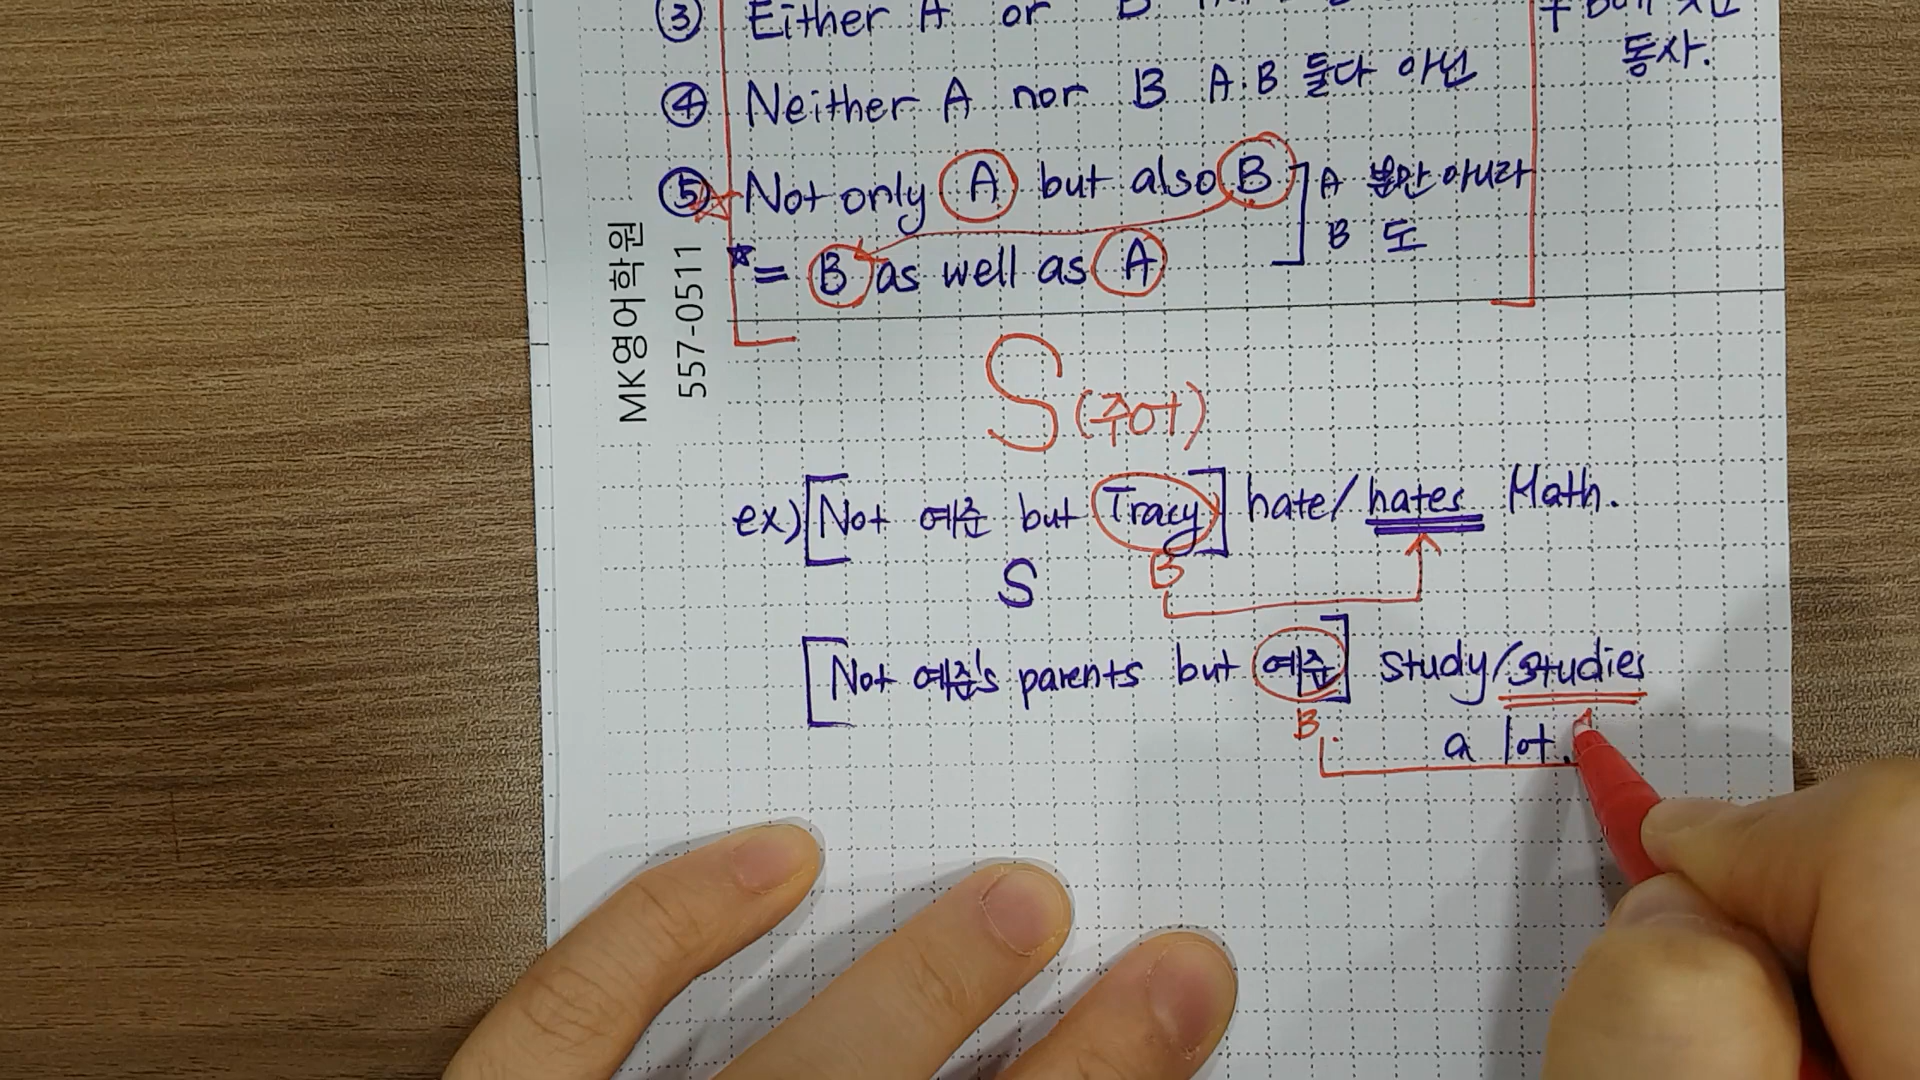 ③ Either A or B
④ Neither A nor B A.B 둘다 아닌
동사.
⑤ Not only A but also B A 뿐만 아니라
B 도
* = B as well as A
MK영어학원
557-0511
S (주어)
ex) [Not 예준 but Tracy] hate/hates Math.
S B
[Not 예준's parents but 예준] study/studies
B a lot.